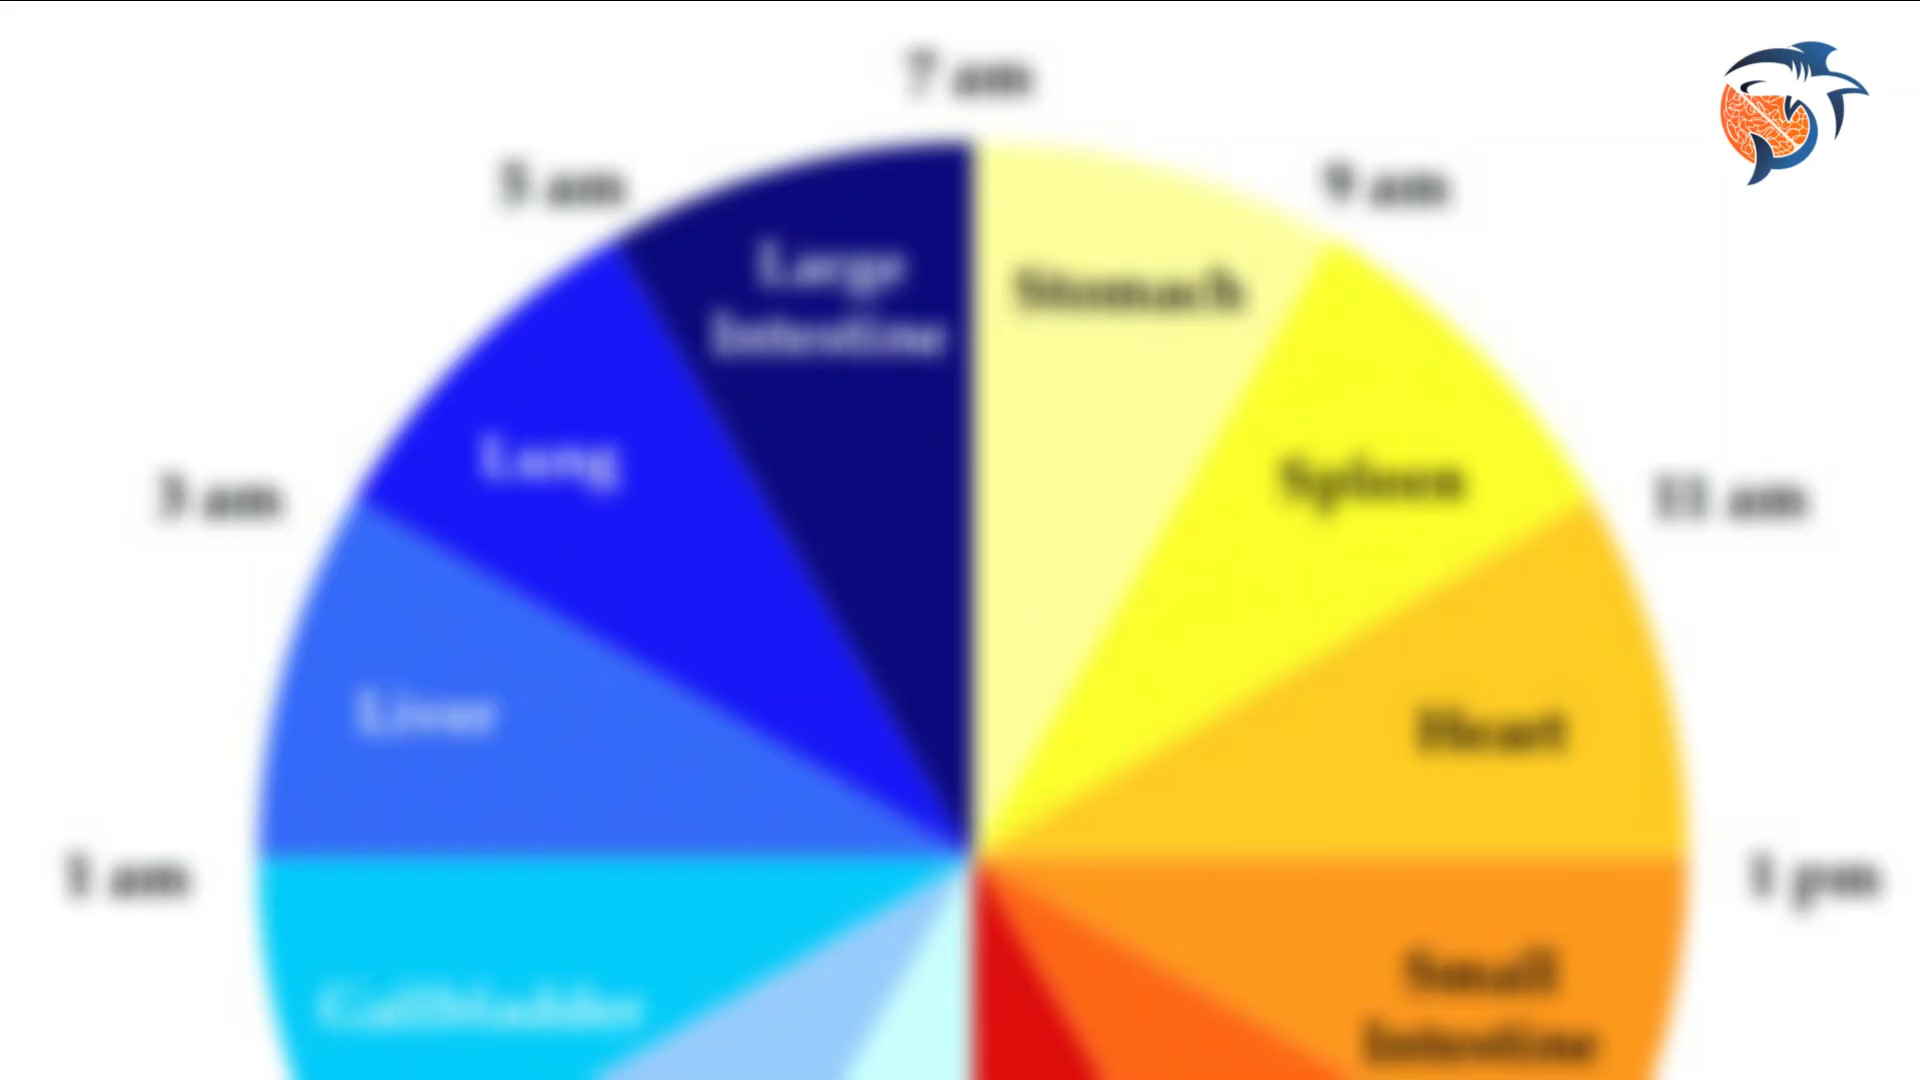 7 am
5 am
9 am
Large
Intestine
Stomach
Lung
Spleen
3 am
11 am
Liver
Heart
1 am
1 pm
Small
Gallbladder
Intestine